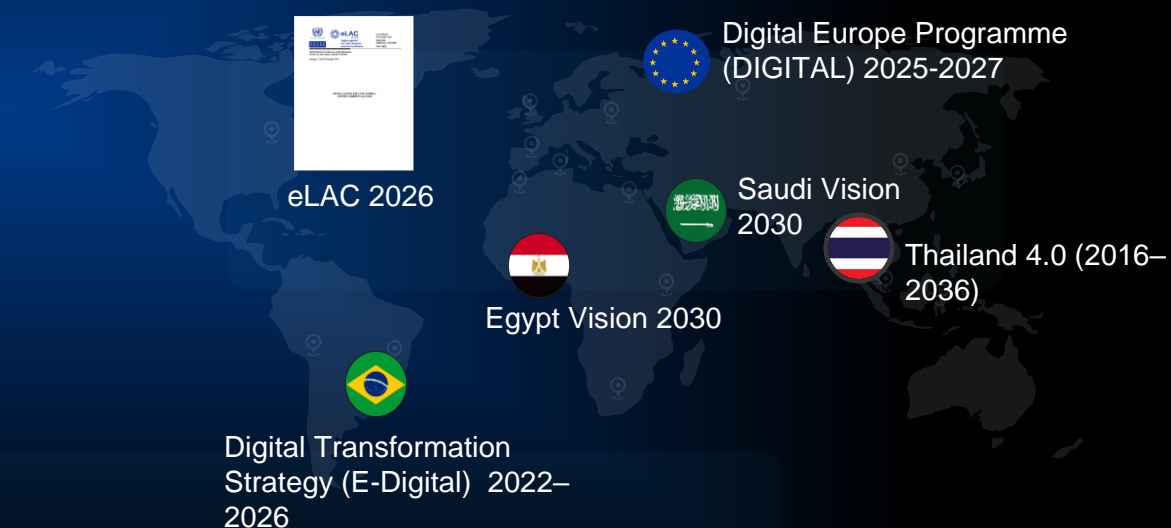 eLAC
eLAC 2026
Digital Europe Programme
(DIGITAL) 2025-2027
Saudi Vision
2030
Thailand 4.0 (2016–
2036)
Egypt Vision 2030
Digital Transformation
Strategy (E-Digital)  2022–
2026